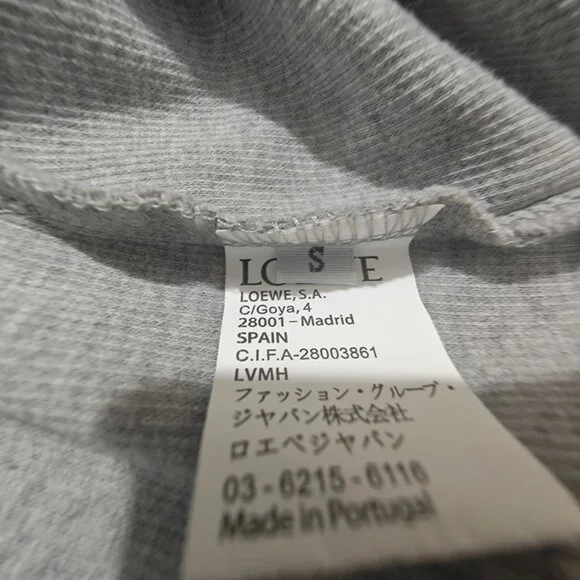 S
LOEWE
LOEWE, S.A.
C/Goya, 4
28001 – Madrid
SPAIN
C.I.F.A-28003861
LVMH
ファッション・グループ・
ジャパン株式会社
ロエベジャパン
03 - 6215 - 6116
Made in Portugal